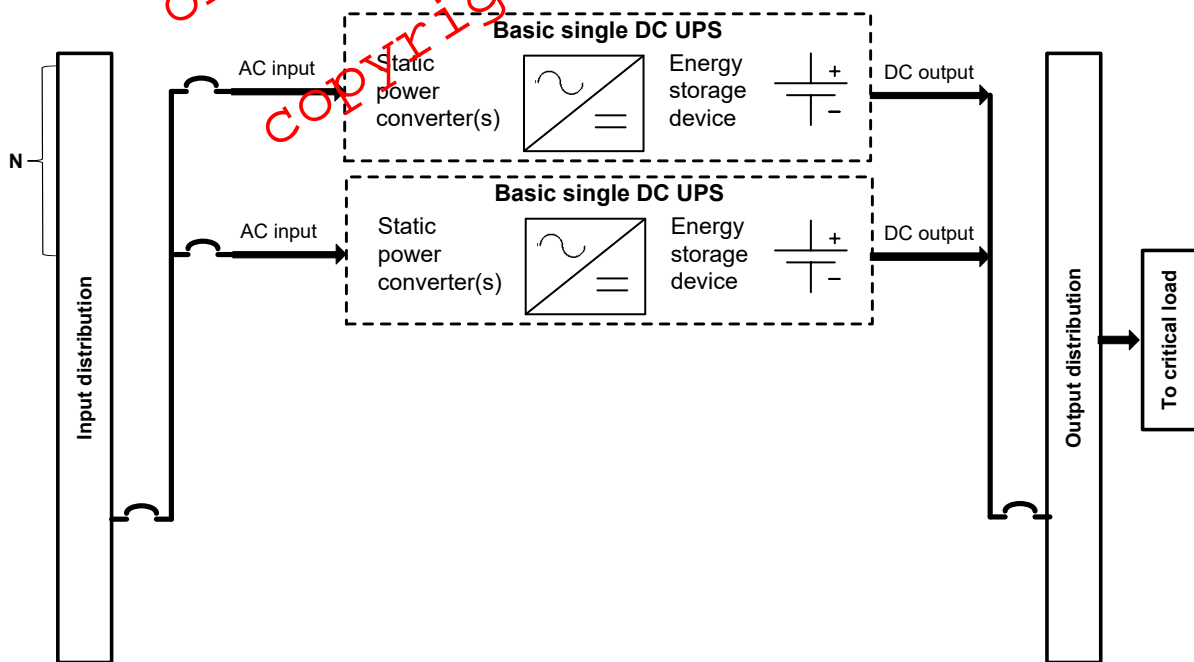 Basic single DC UPS
AC input
Static
power
converter(s)
Energy
storage
device
+
−
DC output
N
Basic single DC UPS
AC input
Static
power
converter(s)
Energy
storage
device
+
−
DC output
Input distribution
Output distribution
To critical load